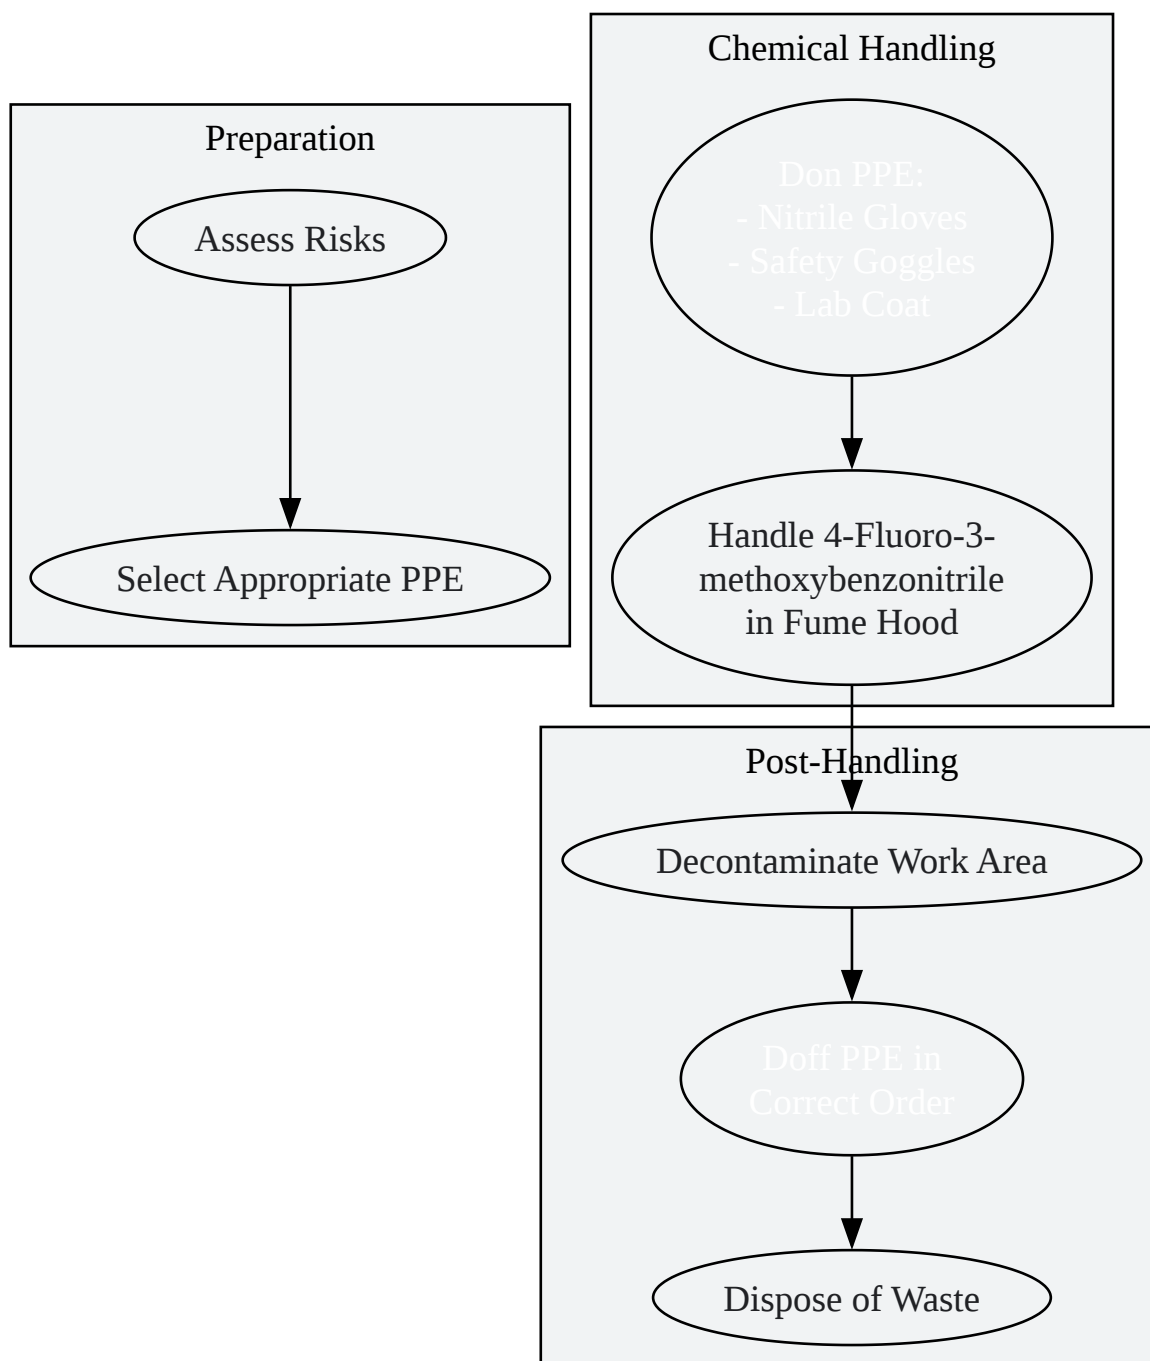 Preparation
Assess Risks
Select Appropriate PPE
Chemical Handling
Don PPE:
- Nitrile Gloves
- Safety Goggles
- Lab Coat
Handle 4-Fluoro-3-
methoxybenzonitrile
in Fume Hood
Post-Handling
Decontaminate Work Area
Doff PPE in
Correct Order
Dispose of Waste